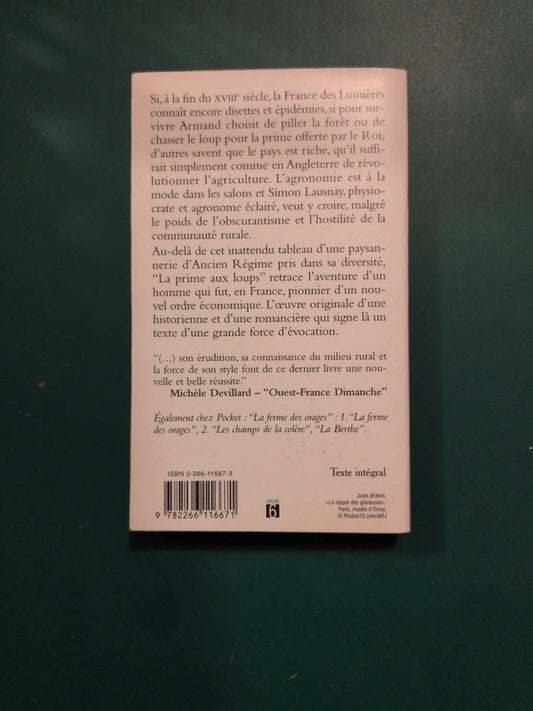 Si, à la fin du XVIIIᵉ siècle, la France des Lumières
connaît encore disettes et épidémies, si pour sur-
vivre Armand choisit de piller la forêt ou de
chasser le loup pour la prime offerte par le Roi,
d'autres savent que le pays est riche, qu'il suffi-
rait simplement comme en Angleterre de révo-
lutionner l'agriculture. L'agronomie est à la
mode dans les salons et Simon Lausnay, physio-
crate et agronome éclairé, veut y croire, malgré
le poids de l'obscurantisme et l'hostilité de la
communauté rurale.
Au-delà de cet inattendu tableau d'une paysan-
nerie d'Ancien Régime pris dans sa diversité,
"La prime aux loups" retrace l'aventure d'un
homme qui fut, en France, pionnier d'un nou-
vel ordre économique. L'œuvre originale d'une
historienne et d'une romancière qui signe là un
texte d'une grande force d'évocation.
"(…) son érudition, sa connaissance du milieu rural et
la force de son style font de ce dernier livre une nou-
velle et belle réussite."
Michèle Devillard – "Ouest-France Dimanche"
Également chez Pocket : "La ferme des orages" : 1. "La ferme
des orages", 2. "Les champs de la colère", "La Berthe".
ISBN 2-266-11667-3
Texte intégral
9 782266 116671
6
Jules Breton,
«Le rappel des glaneuses».
Paris, musée d'Orsay.
© Photos12.com/ARJ